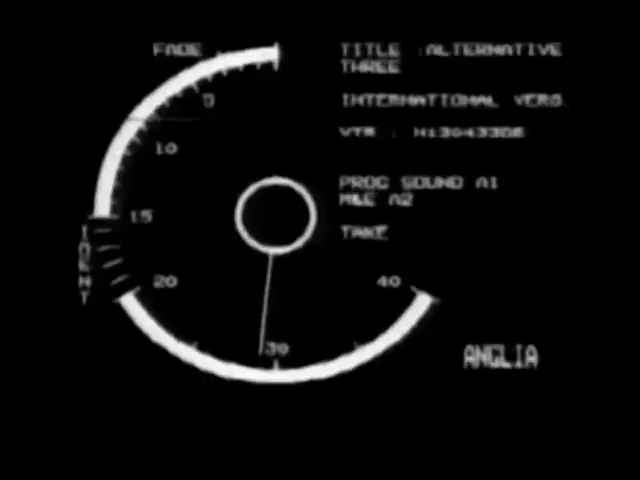 FADE
TITLE :ALTERNATIVE
THREE
INTERNATIONAL VERS.
VTR :
PROG SOUND A1
M&E A2
TAKE
5
10
15
IDENT
20
30
40
ANGLIA